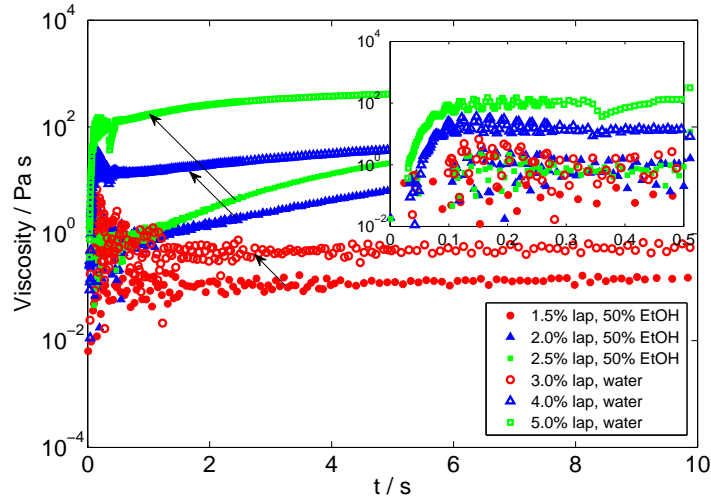 10^4
10^2
10^0
10^-2
10^-4
Viscosity / Pa s
0
2
4
6
8
10
t / s
10^4
10^2
10^0
10^-2
0
0.1
0.2
0.3
0.4
0.5
1.5% lap, 50% EtOH
2.0% lap, 50% EtOH
2.5% lap, 50% EtOH
3.0% lap, water
4.0% lap, water
5.0% lap, water